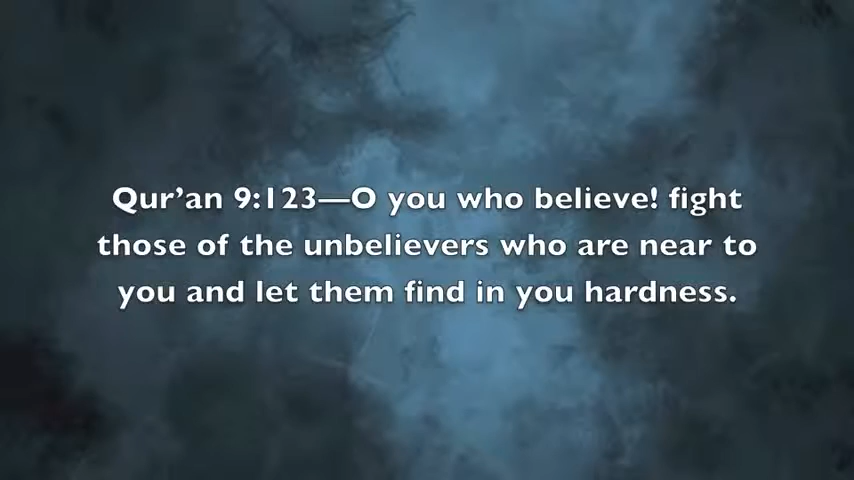 Qur’an 9:123—O you who believe! fight
those of the unbelievers who are near to
you and let them find in you hardness.